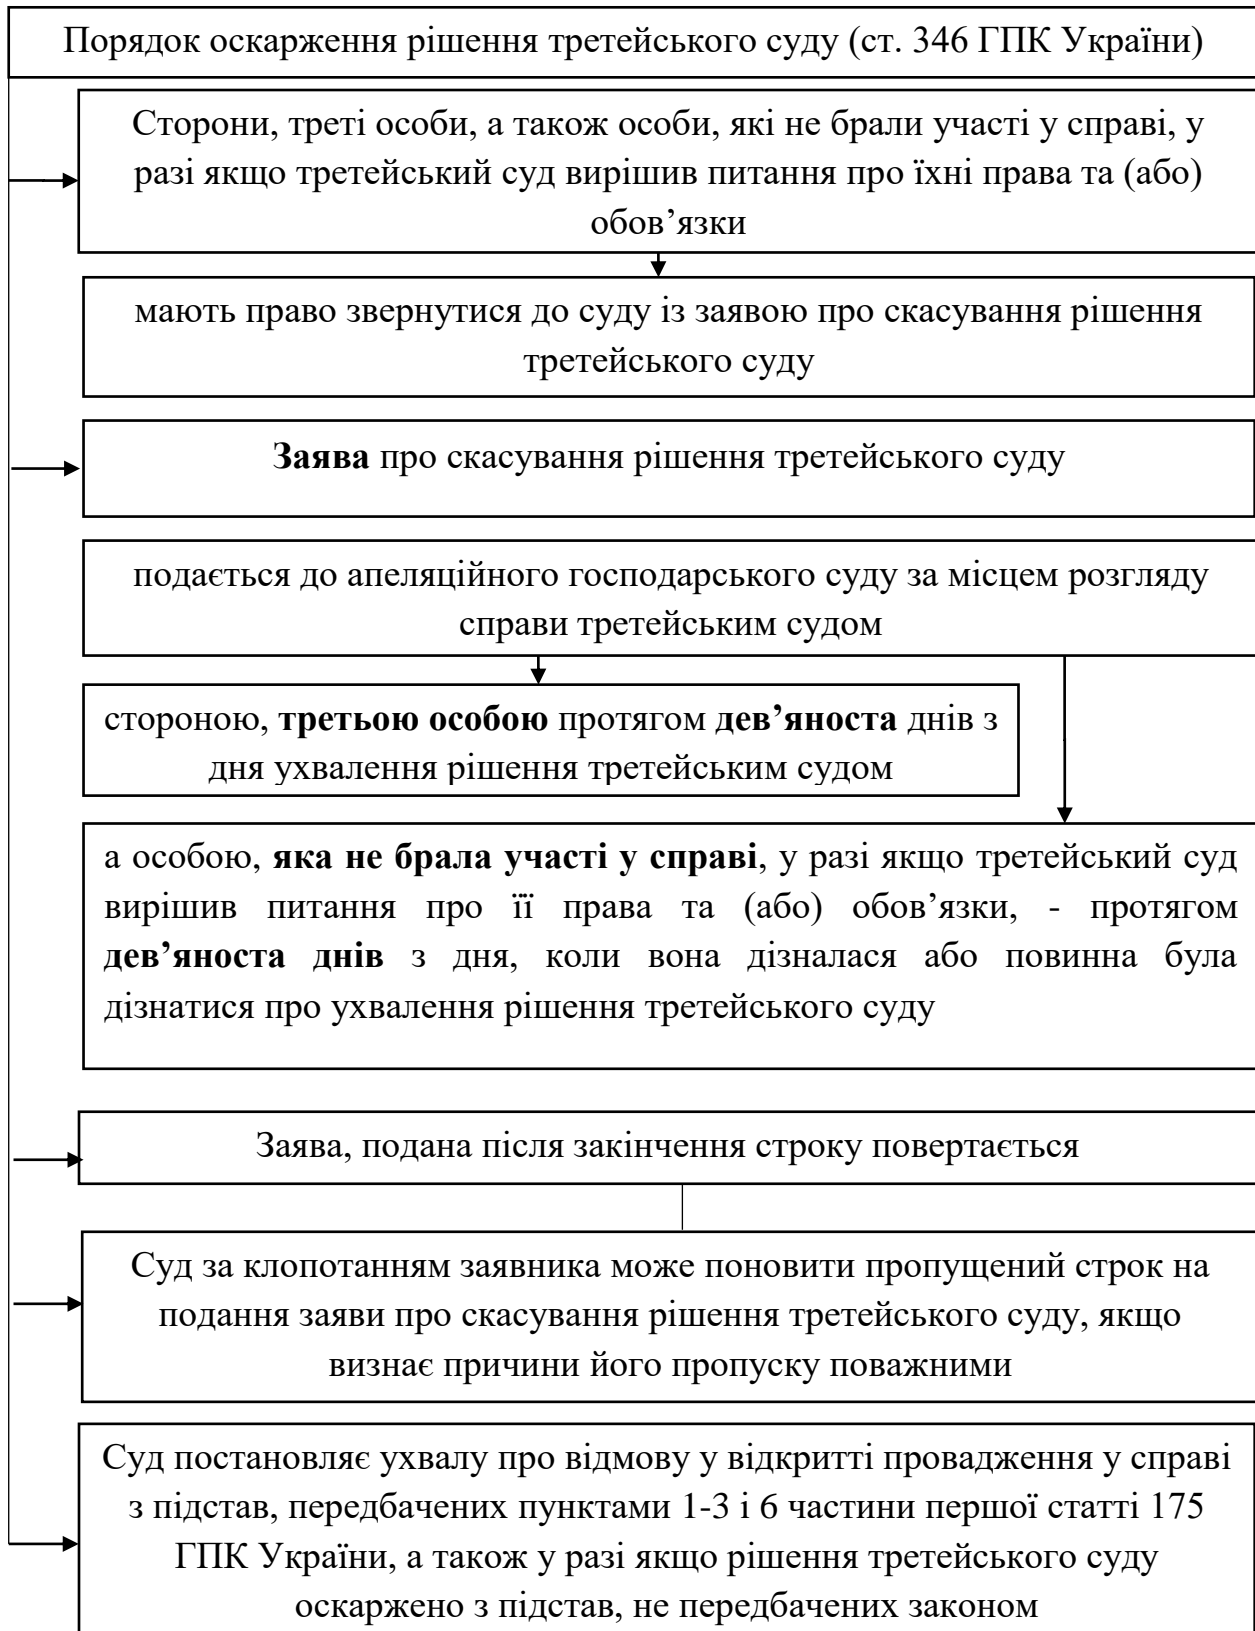 Порядок оскарження рішення третейського суду (ст. 346 ГПК України)
Сторони, треті особи, а також особи, які не брали участі у справі, у
разі якщо третейський суд вирішив питання про їхні права та (або)
обов’язки
мають право звернутися до суду із заявою про скасування рішення
третейського суду
Заява про скасування рішення третейського суду
подається до апеляційного господарського суду за місцем розгляду
справи третейським судом
стороною, третьою особою протягом дев’яноста днів з
дня ухвалення рішення третейським судом
а особою, яка не брала участі у справі, у разі якщо третейський суд
вирішив питання про її права та (або) обов’язки, - протягом
дев’яноста днів з дня, коли вона дізналася або повинна була
дізнатися про ухвалення рішення третейського суду
Заява, подана після закінчення строку повертається
Суд за клопотанням заявника може поновити пропущений строк на
подання заяви про скасування рішення третейського суду, якщо
визнає причини його пропуску поважними
Суд постановляє ухвалу про відмову у відкритті провадження у справі
з підстав, передбачених пунктами 1-3 і 6 частини першої статті 175
ГПК України, а також у разі якщо рішення третейського суду
оскаржено з підстав, не передбачених законом